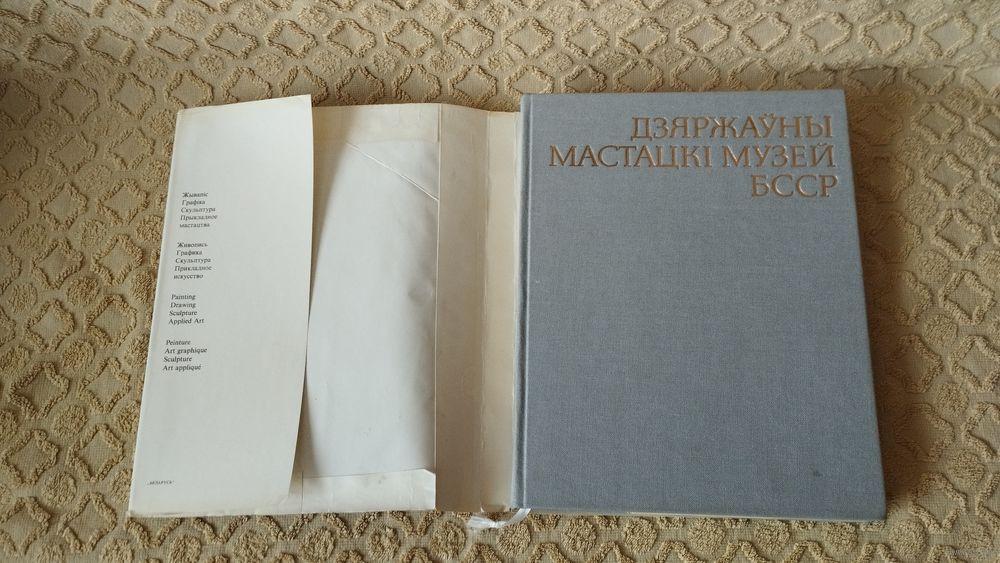 Жывапіс
Графіка
Скульптура
Прыкладное
мастацтва
Живопись
Графика
Скульптура
Прикладное
искусство
Painting
Drawing
Sculpture
Applied Art
Peinture
Art graphique
Sculpture
Art appliqué
„БЕЛАРУСЬ“
ДЗЯРЖАЎНЫ
МАСТАЦКІ МУЗЕЙ
БССР